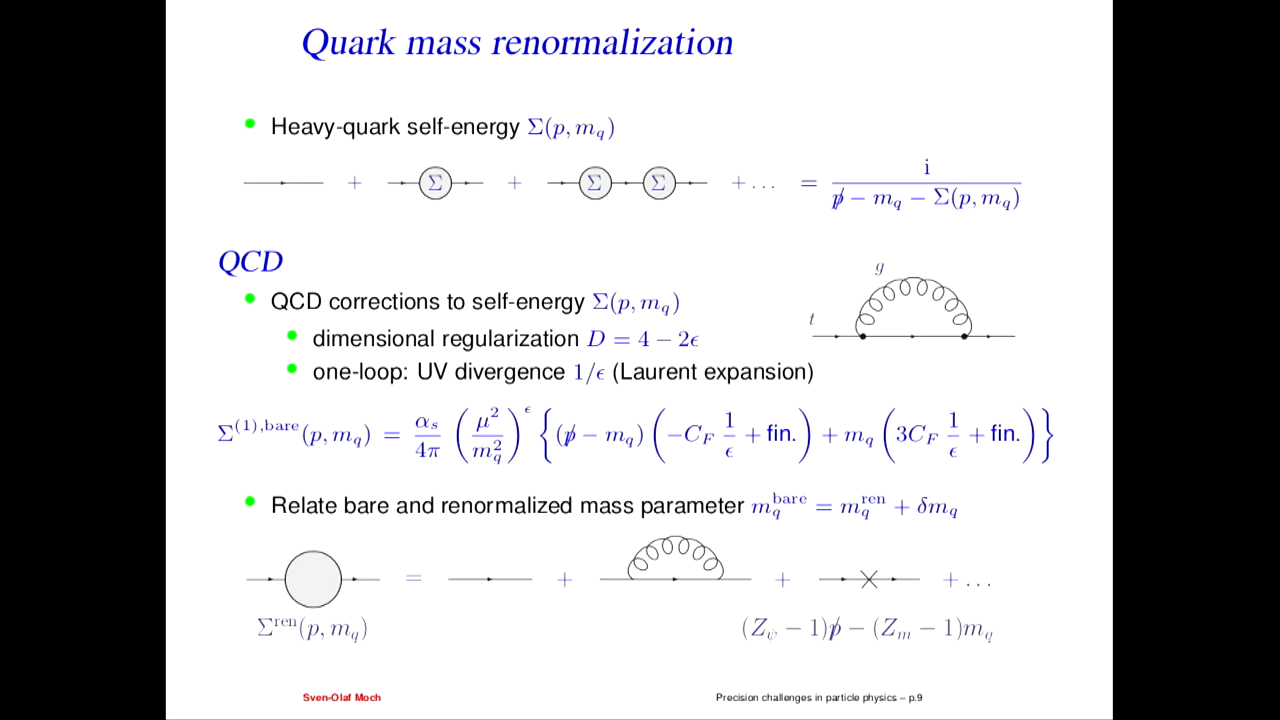 Quark mass renormalization
Heavy-quark self-energy Σ(p, m_q)
+ Σ + Σ Σ + ... = i / (p̸ − m_q − Σ(p, m_q))
QCD
g
QCD corrections to self-energy Σ(p, m_q)
t
dimensional regularization D = 4 − 2ϵ
one-loop: UV divergence 1/ϵ (Laurent expansion)
Σ^{(1),bare}(p, m_q) = α_s/4π (μ²/m_q²)^ϵ {(p̸ − m_q) (−C_F 1/ϵ + fin.) + m_q (3C_F 1/ϵ + fin.)}
Relate bare and renormalized mass parameter m_q^{bare} = m_q^{ren} + δm_q
= + + + ...
Σ^{ren}(p, m_q) (Z_ψ − 1)p̸ − (Z_m − 1)m_q
Sven-Olaf Moch Precision challenges in particle physics – p.9